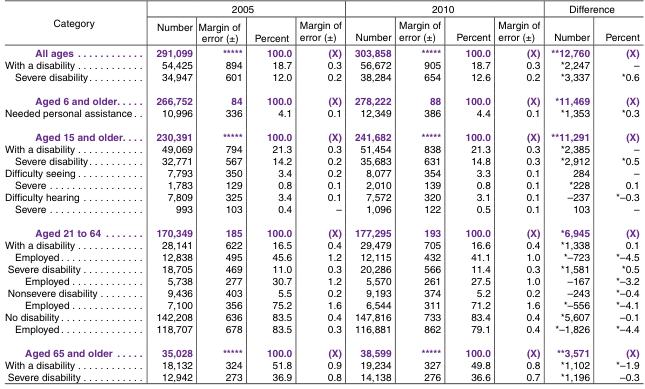 Category 2005 2010 Difference
Number Margin of error (±) Percent Margin of error (±) Number Margin of error (±) Percent Margin of error (±) Number Percent
All ages . . . . . . . . . . . . 291,099 ***** 100.0 (X) 303,858 ***** 100.0 (X) **12,760 (X)
With a disability . . . . . . . . . . 54,425 894 18.7 0.3 56,672 905 18.7 0.3 *2,247 –
Severe disability. . . . . . . . . 34,947 601 12.0 0.2 38,284 654 12.6 0.2 *3,337 *0.6
Aged 6 and older. . . . . 266,752 84 100.0 (X) 278,222 88 100.0 (X) *11,469 (X)
Needed personal assistance . . 10,996 336 4.1 0.1 12,349 386 4.4 0.1 *1,353 *0.3
Aged 15 and older. . . . 230,391 ***** 100.0 (X) 241,682 ***** 100.0 (X) **11,291 (X)
With a disability . . . . . . . . . . 49,069 794 21.3 0.3 51,454 838 21.3 0.3 *2,385 –
Severe disability. . . . . . . . . 32,771 567 14.2 0.2 35,683 631 14.8 0.3 *2,912 *0.5
Difficulty seeing . . . . . . . . . . 7,793 350 3.4 0.2 8,077 354 3.3 0.1 284 –
Severe . . . . . . . . . . . . . . . 1,783 129 0.8 0.1 2,010 139 0.8 0.1 *228 0.1
Difficulty hearing . . . . . . . . . 7,809 325 3.4 0.1 7,572 320 3.1 0.1 –237 *–0.3
Severe . . . . . . . . . . . . . . . 993 103 0.4 – 1,096 122 0.5 0.1 103 –
Aged 21 to 64 . . . . . . . 170,349 185 100.0 (X) 177,295 193 100.0 (X) *6,945 (X)
With a disability . . . . . . . . . . 28,141 622 16.5 0.4 29,479 705 16.6 0.4 *1,338 0.1
Employed . . . . . . . . . . . . . 12,838 495 45.6 1.2 12,115 432 41.1 1.0 *–723 *–4.5
Severe disability . . . . . . . . . 18,705 469 11.0 0.3 20,286 566 11.4 0.3 *1,581 *0.5
Employed . . . . . . . . . . . . 5,738 277 30.7 1.2 5,570 261 27.5 1.0 –167 *–3.2
Nonsevere disability . . . . . . . 9,436 403 5.5 0.2 9,193 374 5.2 0.2 –243 *–0.4
Employed . . . . . . . . . . . . 7,100 356 75.2 1.6 6,544 311 71.2 1.6 *–556 *–4.1
No disability . . . . . . . . . . . . . 142,208 636 83.5 0.4 147,816 733 83.4 0.4 *5,607 –0.1
Employed . . . . . . . . . . . . . 118,707 678 83.5 0.3 116,881 862 79.1 0.4 *–1,826 *–4.4
Aged 65 and older . . . . . 35,028 ***** 100.0 (X) 38,599 ***** 100.0 (X) **3,571 (X)
With a disability . . . . . . . . . . 18,132 324 51.8 0.9 19,234 327 49.8 0.8 *1,102 *–1.9
Severe disability . . . . . . . . . 12,942 273 36.9 0.8 14,138 276 36.6 0.7 *1,196 –0.3